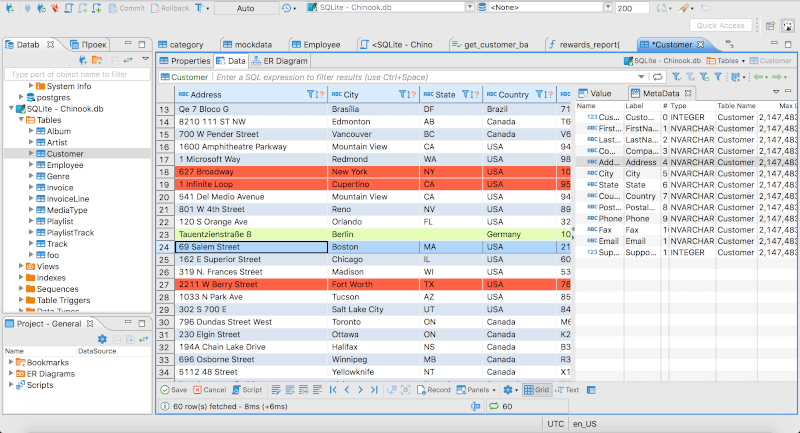 Commit Rollback T Auto SQLite - Chinook.db <None> 200
Quick Access
Datab Проек
Type part of object name to filter
System Info
postgres
SQLite - Chinook.db
Tables
Album
Artist
Customer
Employee
Genre
Invoice
InvoiceLine
MediaType
Playlist
PlaylistTrack
Track
foo
Views
Indexes
Sequences
Table Triggers
Data Types
Project - General
Name DataSource
Bookmarks
ER Diagrams
Scripts
category mockdata Employee <SQLite - Chino get_customer_ba rewards_report( *Customer
Properties Data ER Diagram SQLite - Chinook.db Tables Customer
Customer Enter a SQL expression to filter results (use Ctrl+Space)
Address City State Country
13 Qe 7 Bloco G Brasília DF Brazil 71
14 8210 111 ST NW Edmonton AB Canada T6
15 700 W Pender Street Vancouver BC Canada V6
16 1600 Amphitheatre Parkway Mountain View CA USA 94
17 1 Microsoft Way Redmond WA USA 98
18 627 Broadway New York NY USA 10
19 1 Infinite Loop Cupertino CA USA 95
20 541 Del Medio Avenue Mountain View CA USA 94
21 801 W 4th Street Reno NV USA 89
22 120 S Orange Ave Orlando FL USA 32
23 Tauentzienstraße 8 Berlin Germany 10
24 69 Salem Street Boston MA USA 21
25 162 E Superior Street Chicago IL USA 60
26 319 N. Frances Street Madison WI USA 53
27 2211 W Berry Street Fort Worth TX USA 76
28 1033 N Park Ave Tucson AZ USA 85
29 302 S 700 E Salt Lake City UT USA 84
30 796 Dundas Street West Toronto ON Canada M6
31 230 Elgin Street Ottawa ON Canada K2
32 194A Chain Lake Drive Halifax NS Canada B3
33 696 Osborne Street Winnipeg MB Canada R3
34 5112 48 Street Yellowknife NT Canada X1
Save Cancel Script Record Panels Grid Text
60 row(s) fetched - 8ms (+6ms) 60
Value MetaData
Name Label # Type Table Name Max L
123 Cus... Custo... 0 INTEGER Customer 2,147,483
ABC First... FirstNa... 1 NVARCHAR Customer 2,147,483
ABC Last... LastNa... 2 NVARCHAR Customer 2,147,483
ABC Com... Compa... 3 NVARCHAR Customer 2,147,483
ABC Add... Address 4 NVARCHAR Customer 2,147,483
ABC City City 5 NVARCHAR Customer 2,147,483
ABC State State 6 NVARCHAR Customer 2,147,483
ABC Cou... Country 7 NVARCHAR Customer 2,147,483
ABC Post... Postal... 8 NVARCHAR Customer 2,147,483
ABC Phone Phone 9 NVARCHAR Customer 2,147,483
ABC Fax Fax 10 NVARCHAR Customer 2,147,483
ABC Email Email 11 NVARCHAR Customer 2,147,483
123 Sup... Suppo... 12 INTEGER Customer 2,147,483
UTC en_US